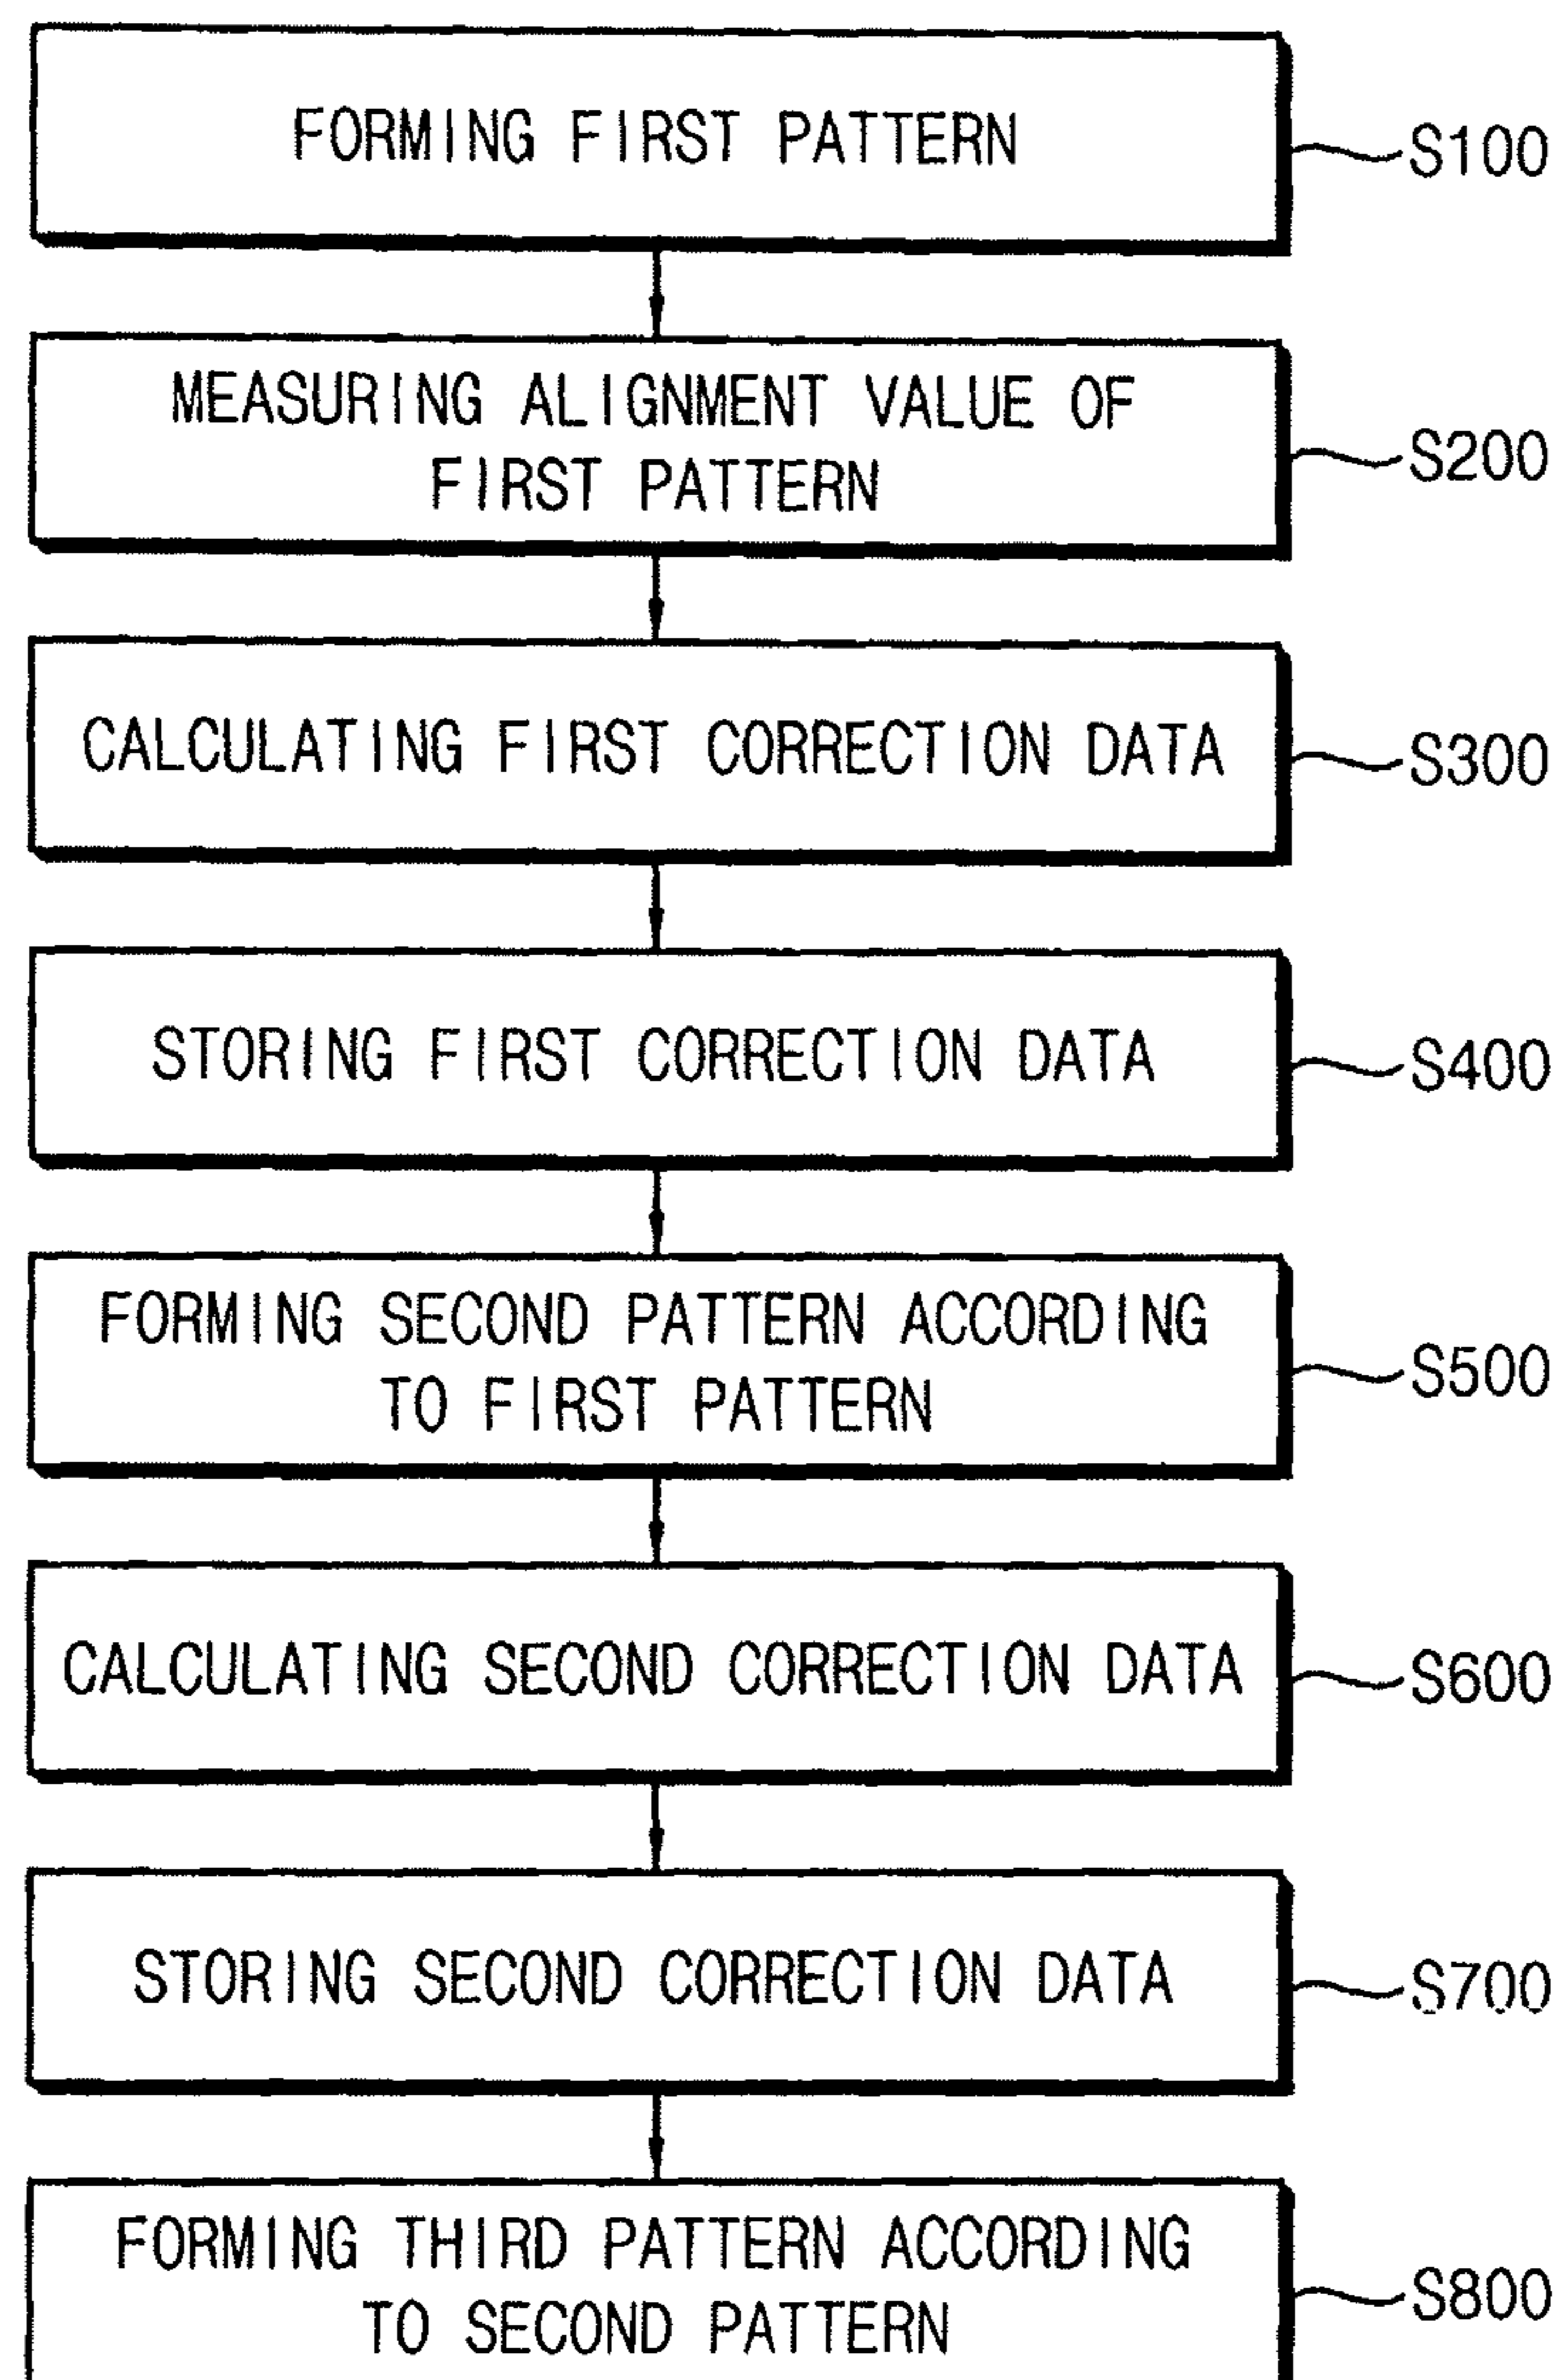 FORMING FIRST PATTERN
S100
MEASURING ALIGNMENT VALUE OF
FIRST PATTERN
S200
CALCULATING FIRST CORRECTION DATA
S300
STORING FIRST CORRECTION DATA
S400
FORMING SECOND PATTERN ACCORDING
TO FIRST PATTERN
S500
CALCULATING SECOND CORRECTION DATA
S600
STORING SECOND CORRECTION DATA
S700
FORMING THIRD PATTERN ACCORDING
TO SECOND PATTERN
S800